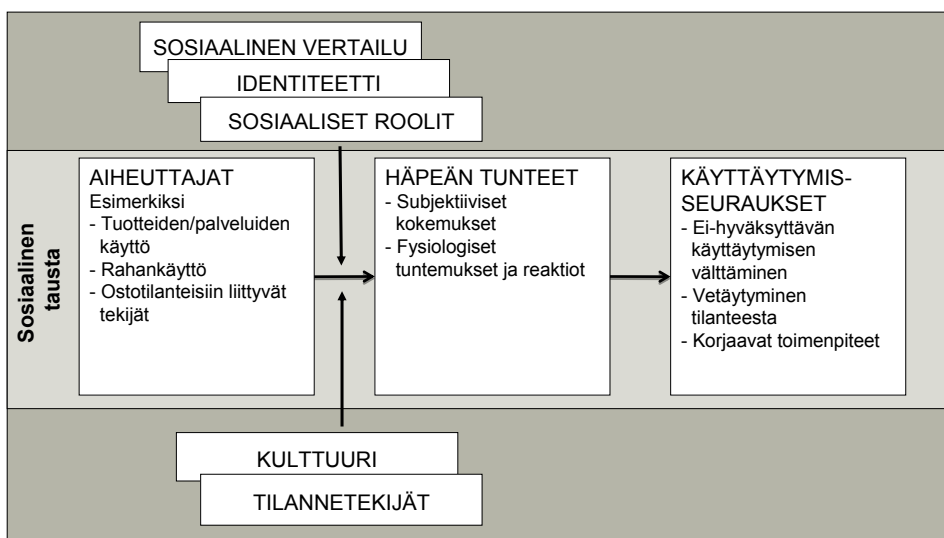 SOSIAALINEN VERTAILU
IDENTITEETTI
SOSIAALISET ROOLIT
Sosiaalinen
tausta
AIHEUTTAJAT
Esimerkiksi
- Tuotteiden/palveluiden
käyttö
- Rahankäyttö
- Ostotilanteisiin liittyvät
tekijät
HÄPEÄN TUNTEET
- Subjektiiviset
kokemukset
- Fysiologiset
tuntemukset ja reaktiot
KÄYTTÄYTYMIS-
SEURAUKSET
- Ei-hyväksyttävän
käyttäytymisen
välttäminen
- Vetäytyminen
tilanteesta
- Korjaavat toimenpiteet
KULTTUURI
TILANNETEKIJÄT